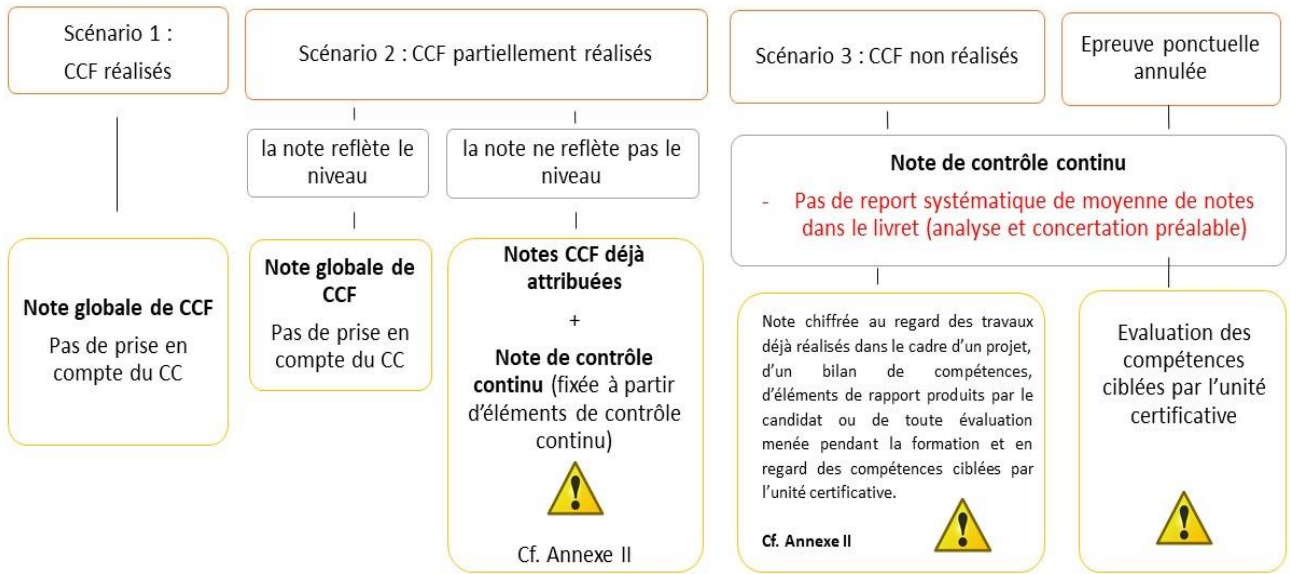 Scénario 1 :
CCF réalisés
Scénario 2 : CCF partiellement réalisés
Scénario 3 : CCF non réalisés
Epreuve ponctuelle
annulée
la note reflète le
niveau
la note ne reflète pas le
niveau
Note de contrôle continu
- Pas de report systématique de moyenne de notes
dans le livret (analyse et concertation préalable)
Note globale de CCF
Pas de prise en
compte du CC
Note globale de
CCF
Pas de prise en
compte du CC
Notes CCF déjà
attribuées
+
Note de contrôle
continu (fixée à partir
d’éléments de contrôle
continu)
!
Cf. Annexe II
Note chiffrée au regard des travaux
déjà réalisés dans le cadre d’un projet,
d’un bilan de compétences,
d’éléments de rapport produits par le
candidat ou de toute évaluation
menée pendant la formation et en
regard des compétences ciblées par
l’unité certificative.
Cf. Annexe II
!
Evaluation des
compétences
ciblées par l’unité
certificative
!